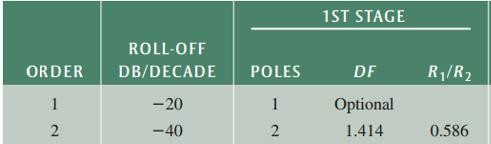 1ST STAGE
ROLL-OFF
ORDER DB/DECADE POLES DF R₁/R₂
1 −20 1 Optional
2 −40 2 1.414 0.586